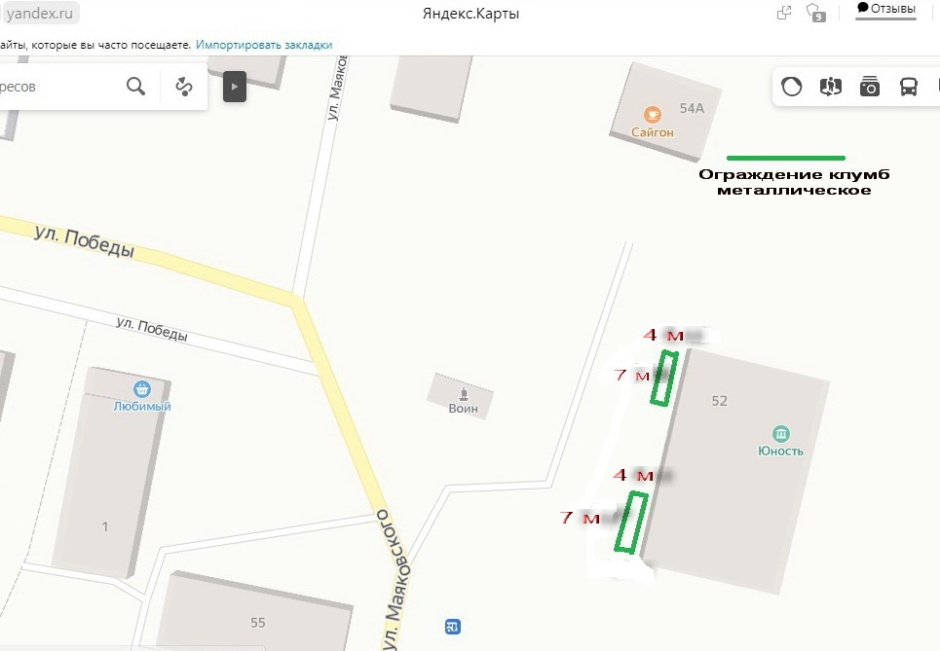 yandex.ru
Яндекс.Карты
9
Отзывы
айты, которые вы часто посещаете. Импортировать закладки
ресов
ул. Маяков
54А
Сайгон
Ограждение клумб
металлическое
ул. Победы
ул. Победы
4 м
7 м
Любимый
Воин
52
Юность
4 м
7 м
1
ул. Маяковского
55